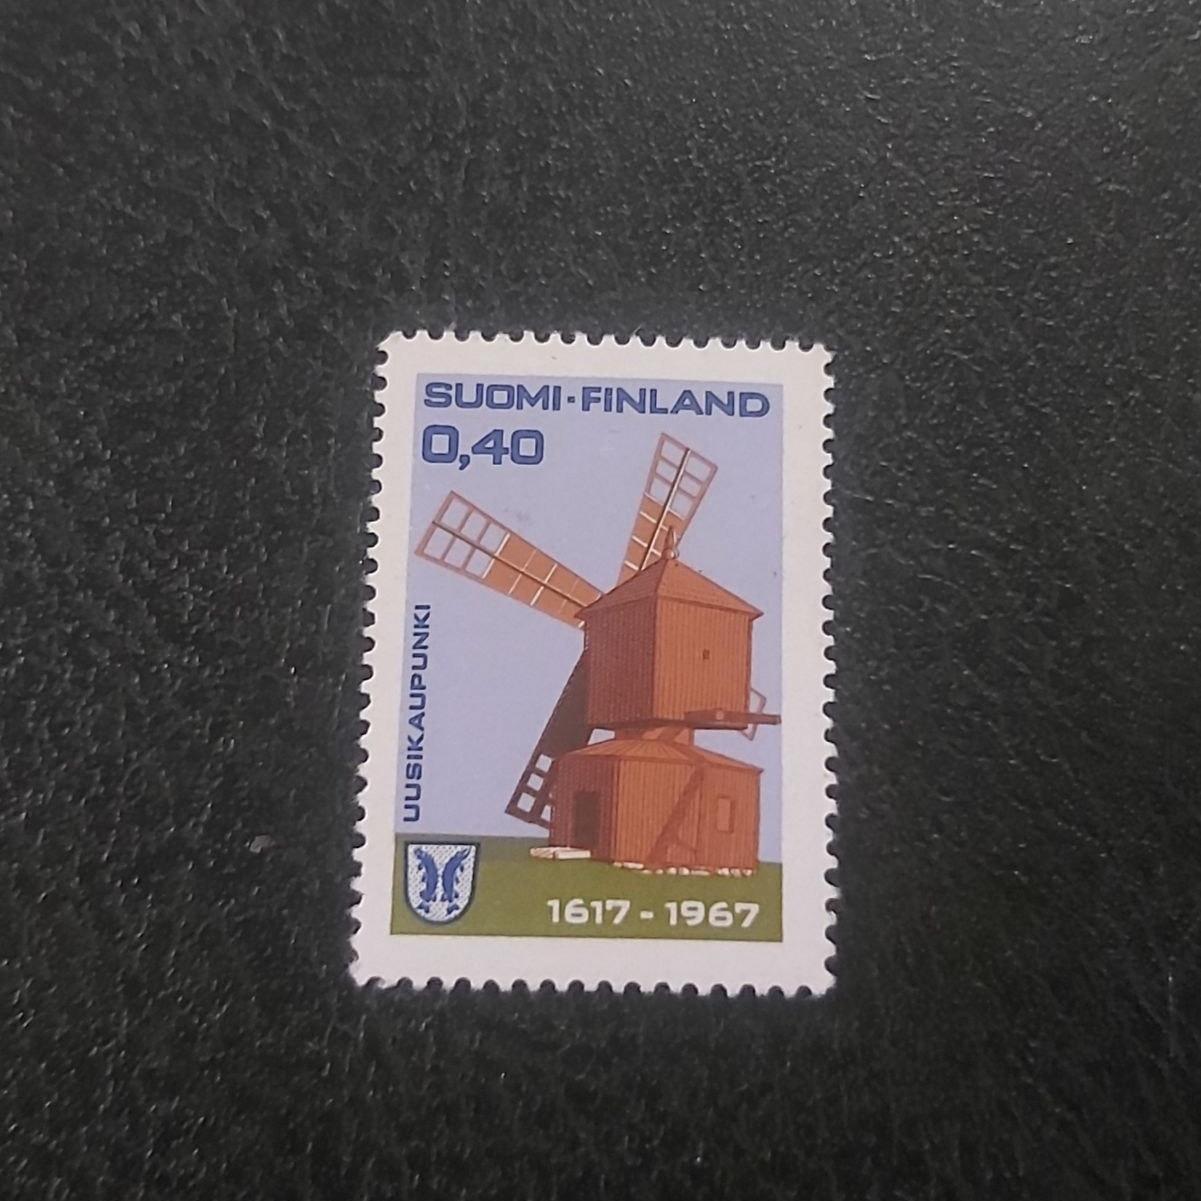 SUOMI·FINLAND
0,40
UUSIKAUPUNKI
1617 - 1967